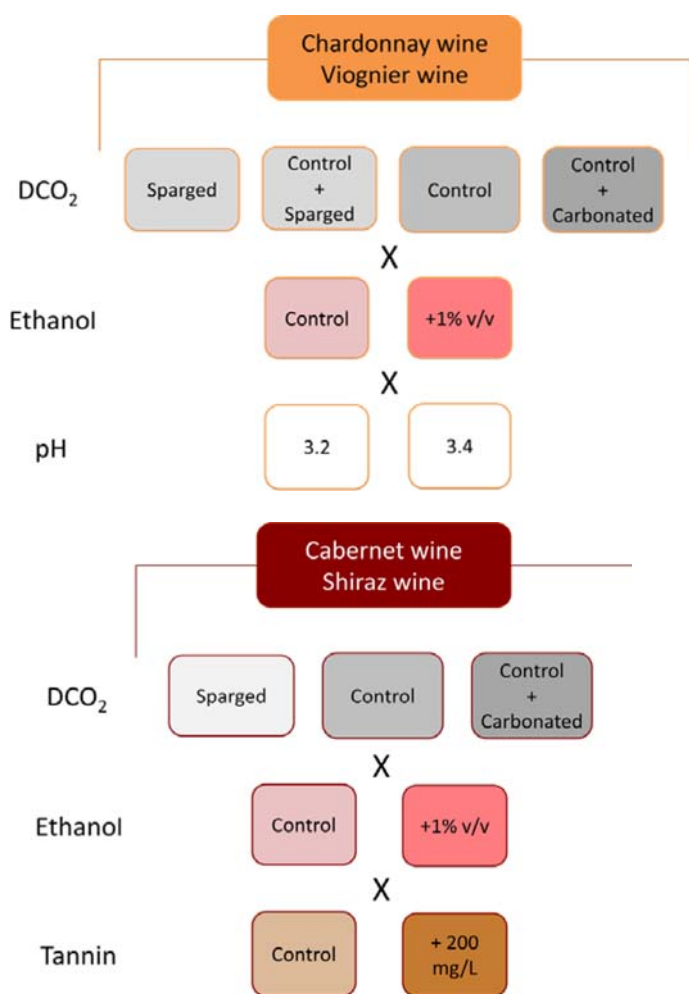 Chardonnay wine
Viognier wine
DCO₂
Sparged
Control
+
Sparged
Control
Control
+
Carbonated
X
Ethanol
Control
+1% v/v
X
pH
3.2
3.4
Cabernet wine
Shiraz wine
DCO₂
Sparged
Control
Control
+
Carbonated
X
Ethanol
Control
+1% v/v
X
Tannin
Control
+ 200
mg/L